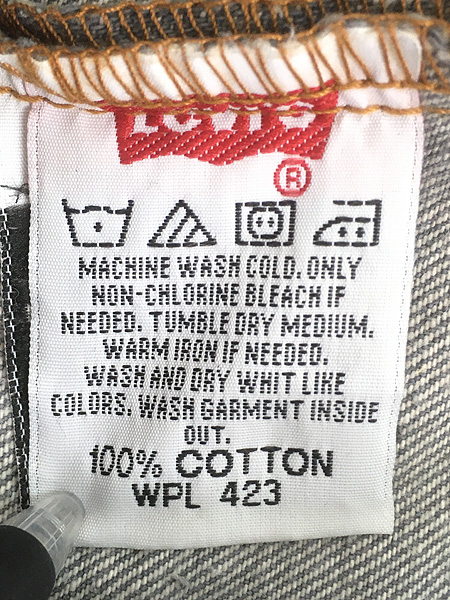 Levi's
®
MACHINE WASH COLD. ONLY
NON-CHLORINE BLEACH IF
NEEDED. TUMBLE DRY MEDIUM.
WARM IRON IF NEEDED.
WASH AND DRY WHIT LIKE
COLORS. WASH GARMENT INSIDE
OUT.
100% COTTON
WPL 423